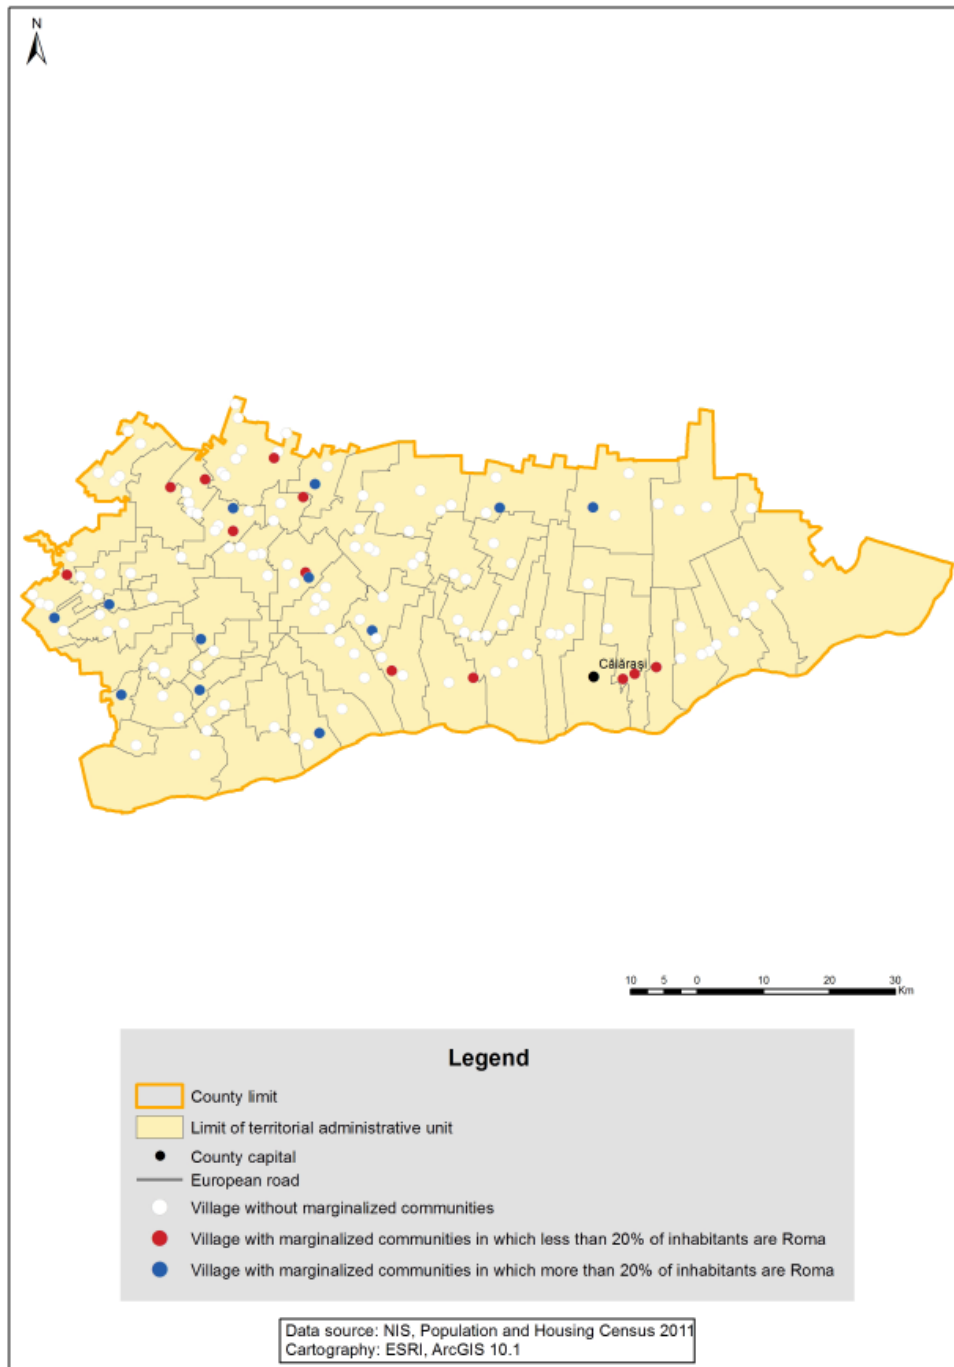 N
Călărași
10 5 0 10 20 30
Km
Legend
County limit
Limit of territorial administrative unit
County capital
European road
Village without marginalized communities
Village with marginalized communities in which less than 20% of inhabitants are Roma
Village with marginalized communities in which more than 20% of inhabitants are Roma
Data source: NIS, Population and Housing Census 2011
Cartography: ESRI, ArcGIS 10.1